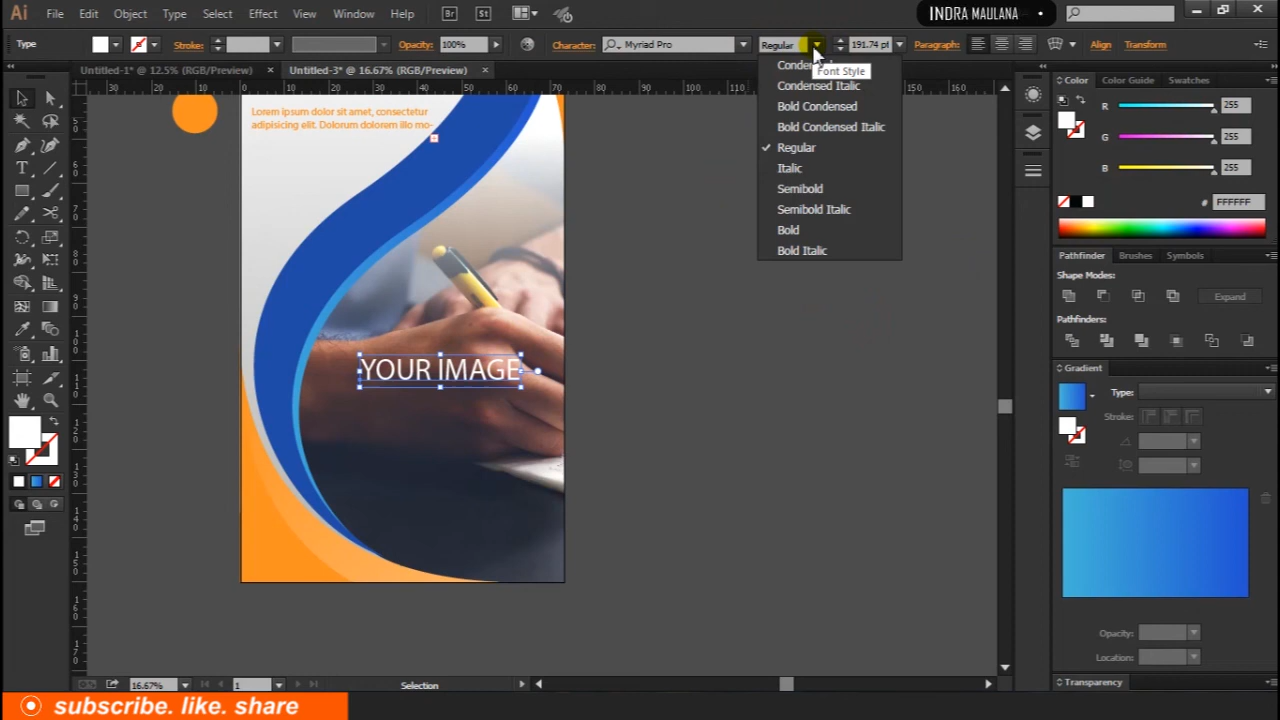 Ai File Edit Object Type Select Effect View Window Help Br St INDRA MAULANA •
Type Stroke: Opacity: 100% Character: Myriad Pro Regular 191.74 pt Paragraph: Align Transform
Untitled-1* @ 12.5% (RGB/Preview) × Untitled-3* @ 16.67% (RGB/Preview) ×
Font Style
Condensed Italic
Bold Condensed
Bold Condensed Italic
Regular
Italic
Semibold
Semibold Italic
Bold
Bold Italic
Lorem ipsum dolor sit amet, consectetur
adipisicing elit. Dolorum dolorem illo mo-
YOUR IMAGE
Color Color Guide Swatches
R 255
G 255
B 255
# FFFFFF
Pathfinder Brushes Symbols
Shape Modes:
Expand
Pathfinders:
Gradient
Type:
Stroke:
Opacity:
Location:
Transparency
16.67% 1 Selection
subscribe. like. share